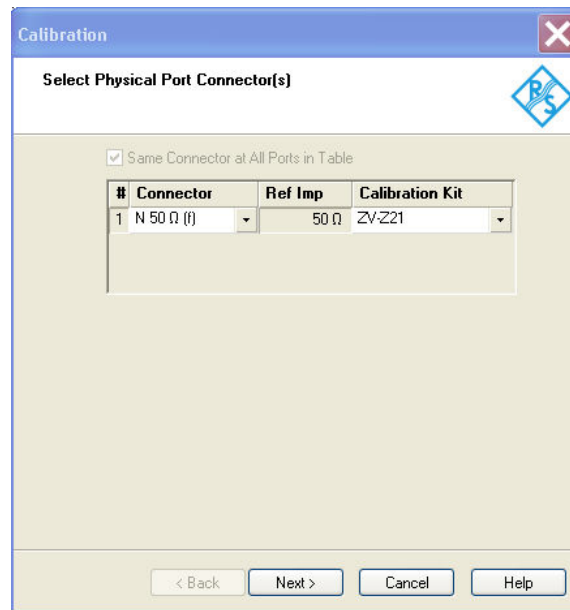 Calibration
Select Physical Port Connector(s)
R&S
Same Connector at All Ports in Table
# Connector Ref Imp Calibration Kit
1 N 50 Ω (f) 50 Ω ZV-Z21
< Back Next > Cancel Help